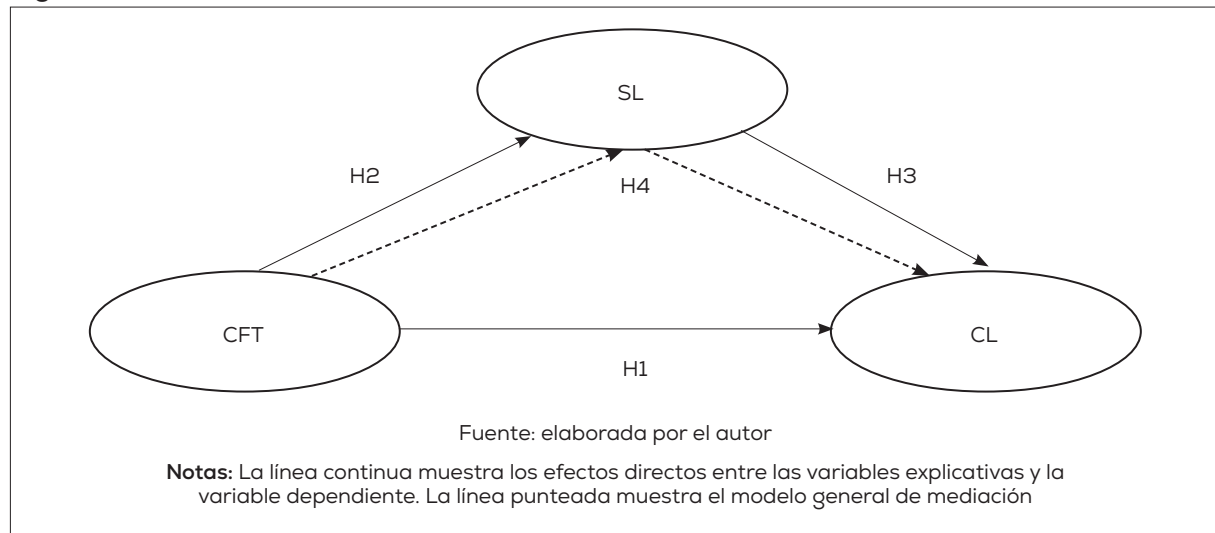 SL
H2
H4
H3
CFT
CL
H1
Fuente: elaborada por el autor
Notas: La línea continua muestra los efectos directos entre las variables explicativas y la
variable dependiente. La línea punteada muestra el modelo general de mediación